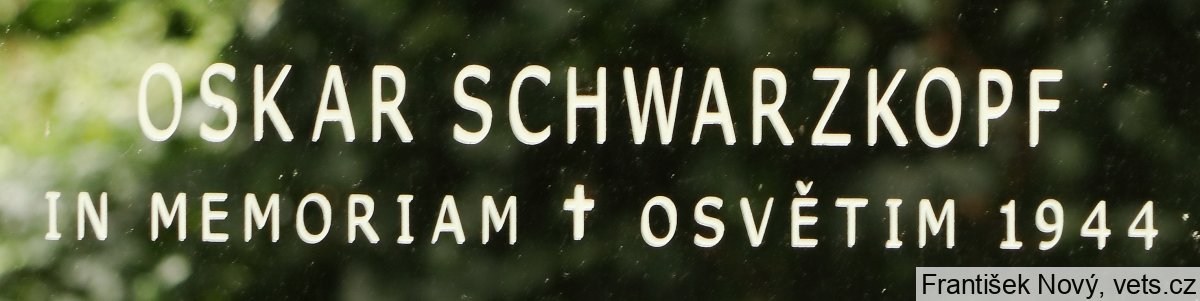 OSKAR SCHWARZKOPF
IN MEMORIAM ✝ OSVĚTIM 1944
František Nový, vets.cz